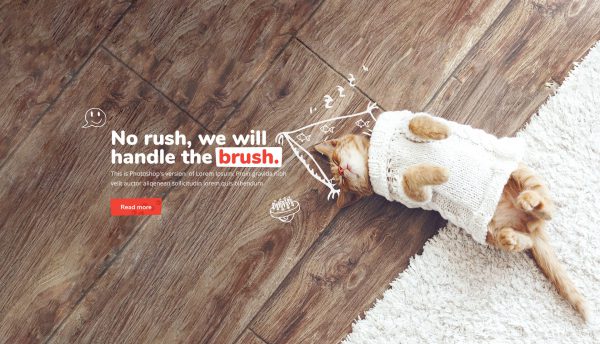 z z z
No rush, we will
handle the brush.
This is Photoshop's version of Lorem Ipsum. Proin gravida nibh
velit auctor aliqenean sollicitudin lorem quis bibendum.
Read more